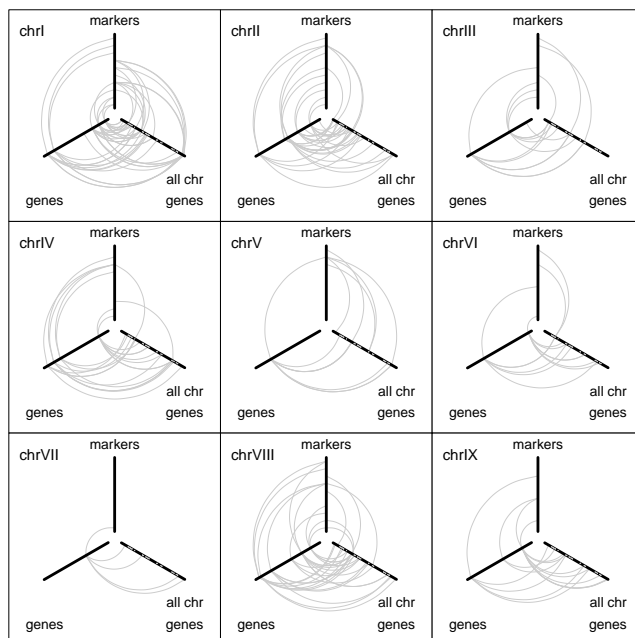 chrI
markers
genes
all chr
genes
chrII
markers
genes
all chr
genes
chrIII
markers
genes
all chr
genes
chrIV
markers
genes
all chr
genes
chrV
markers
genes
all chr
genes
chrVI
markers
genes
all chr
genes
chrVII
markers
genes
all chr
genes
chrVIII
markers
genes
all chr
genes
chrIX
markers
genes
all chr
genes